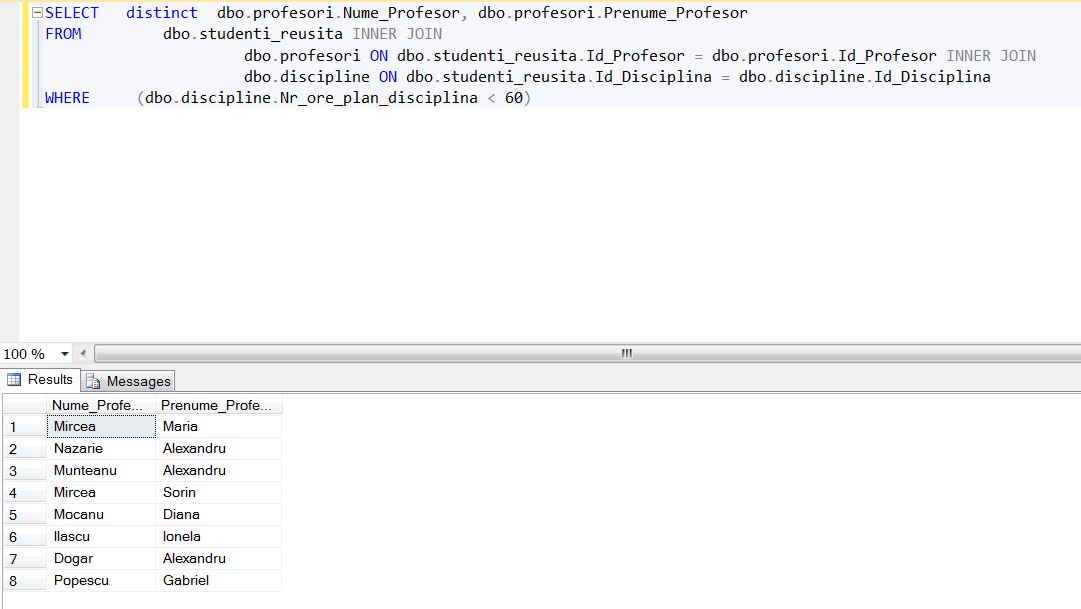 SELECT distinct dbo.profesori.Nume_Profesor, dbo.profesori.Prenume_Profesor
FROM dbo.studenti_reusita INNER JOIN
dbo.profesori ON dbo.studenti_reusita.Id_Profesor = dbo.profesori.Id_Profesor INNER JOIN
dbo.discipline ON dbo.studenti_reusita.Id_Disciplina = dbo.discipline.Id_Disciplina
WHERE (dbo.discipline.Nr_ore_plan_disciplina < 60)
100 %
Results Messages
Nume_Profe... Prenume_Profe...
1 Mircea Maria
2 Nazarie Alexandru
3 Munteanu Alexandru
4 Mircea Sorin
5 Mocanu Diana
6 Ilascu Ionela
7 Dogar Alexandru
8 Popescu Gabriel